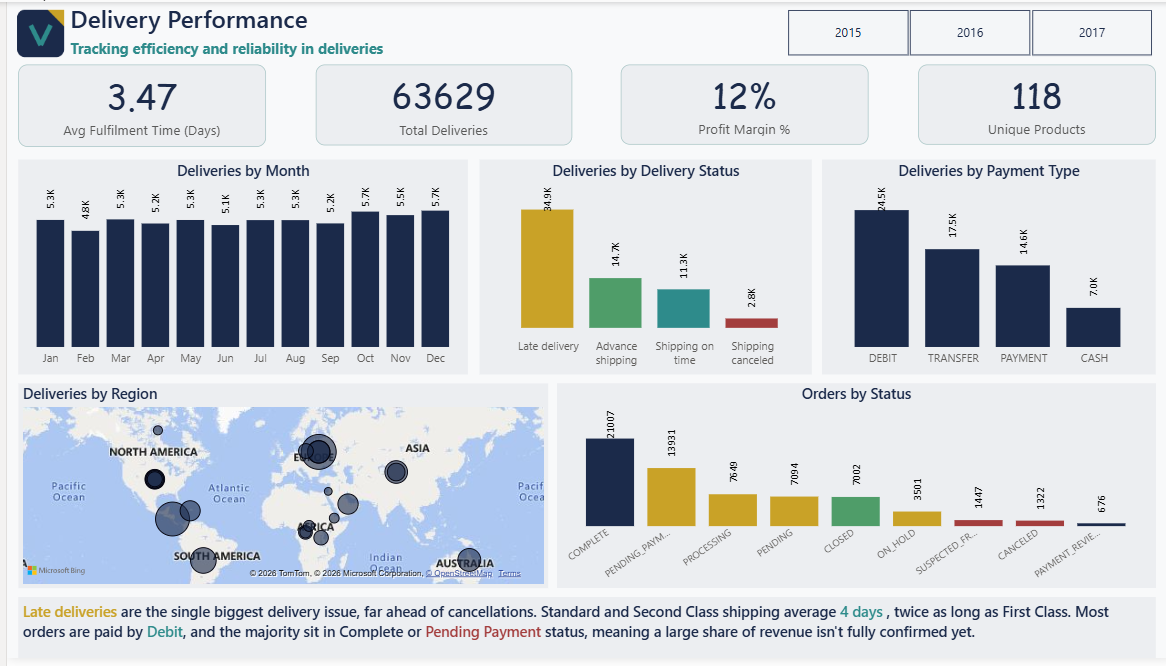 Delivery Performance
Tracking efficiency and reliability in deliveries
2015
2016
2017
3.47
Avg Fulfilment Time (Days)
63629
Total Deliveries
12%
Profit Margin %
118
Unique Products
Deliveries by Month
5.3K
4.8K
5.3K
5.2K
5.3K
5.1K
5.3K
5.3K
5.2K
5.7K
5.5K
5.7K
Jan
Feb
Mar
Apr
May
Jun
Jul
Aug
Sep
Oct
Nov
Dec
Deliveries by Delivery Status
34.9K
14.7K
11.3K
2.8K
Late delivery
Advance
shipping
Shipping on
time
Shipping
canceled
Deliveries by Payment Type
24.5K
17.5K
14.6K
7.0K
DEBIT
TRANSFER
PAYMENT
CASH
Deliveries by Region
NORTH AMERICA
ASIA
Pacific
Ocean
Atlantic
Ocean
SOUTH AMERICA
Indian
Ocean
AUSTRALIA
Microsoft Bing
© 2026 TomTom, © 2026 Microsoft Corporation, © OpenStreetMap Terms
Orders by Status
21007
13931
7649
7094
7002
3501
1447
1322
676
COMPLETE
PENDING_PAYM...
PROCESSING
PENDING
CLOSED
ON_HOLD
SUSPECTED_FR...
CANCELED
PAYMENT_REVIE...
Late deliveries are the single biggest delivery issue, far ahead of cancellations. Standard and Second Class shipping average 4 days , twice as long as First Class. Most
orders are paid by Debit, and the majority sit in Complete or Pending Payment status, meaning a large share of revenue isn't fully confirmed yet.